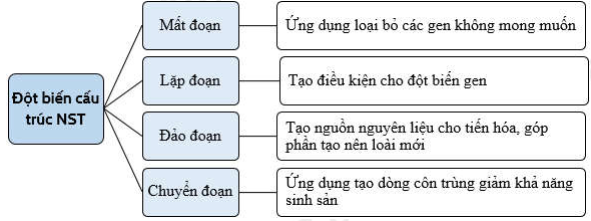 Đột biến cấu
trúc NST
Mất đoạn
Ứng dụng loại bỏ các gen không mong muốn
Lặp đoạn
Tạo điều kiện cho đột biến gen
Đảo đoạn
Tạo nguồn nguyên liệu cho tiến hóa, góp
phần tạo nên loài mới
Chuyển đoạn
Ứng dụng tạo dòng côn trùng giảm khả năng
sinh sản